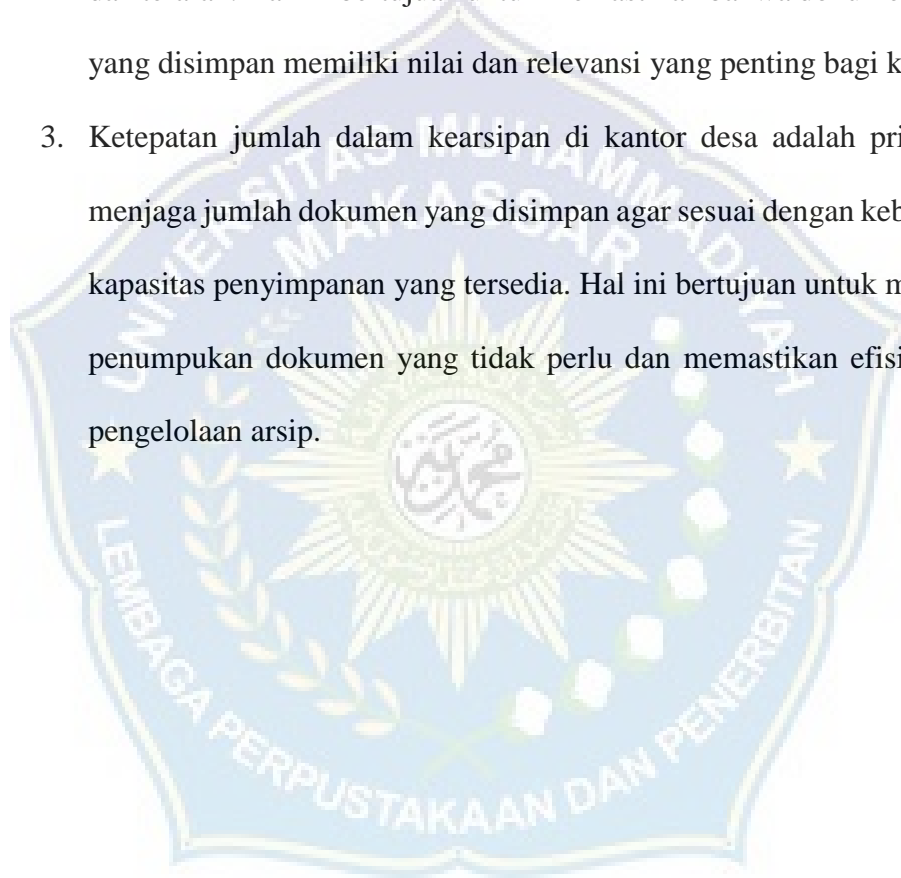 yang disimpan memiliki nilai dan relevansi yang penting bagi k
3. Ketepatan jumlah dalam kearsipan di kantor desa adalah pri
menjaga jumlah dokumen yang disimpan agar sesuai dengan keb
kapasitas penyimpanan yang tersedia. Hal ini bertujuan untuk m
penumpukan dokumen yang tidak perlu dan memastikan efisi
pengelolaan arsip.
UNIVERSITAS MUHAMMADIYAH
MAKASSAR
LEMBAGA PERPUSTAKAAN DAN PENERBITAN